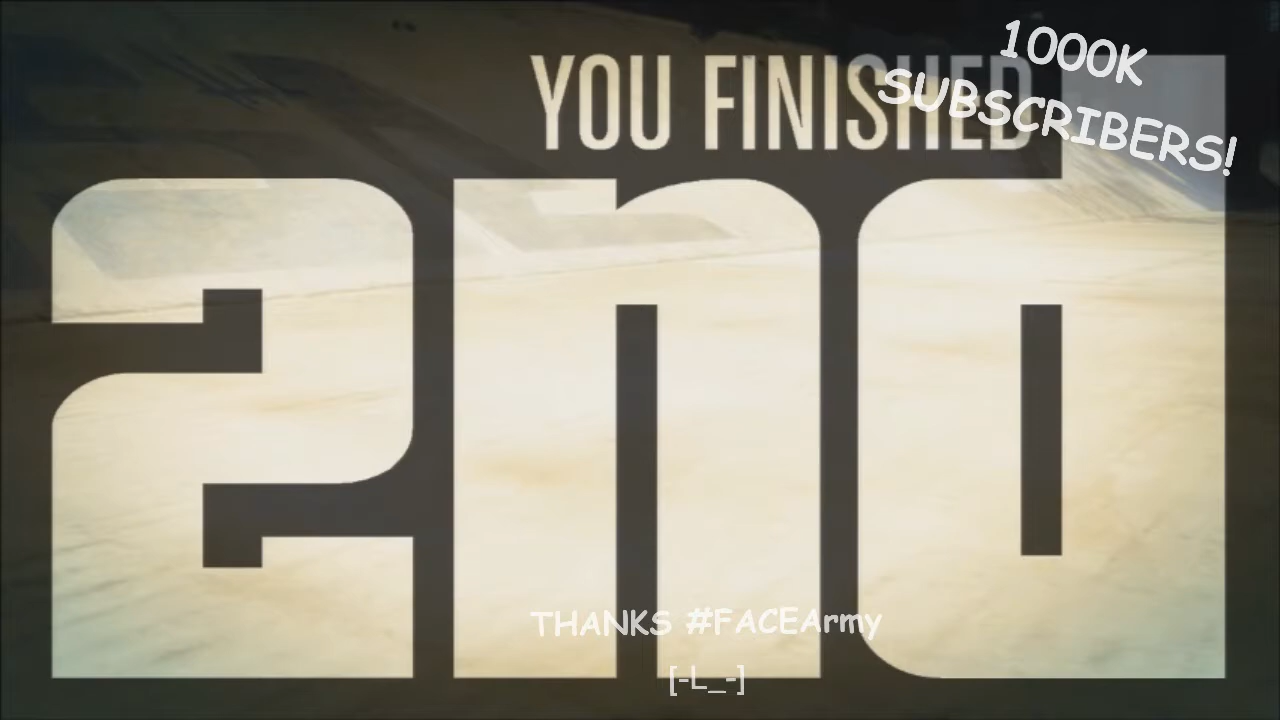 1000K
SUBSCRIBERS!
YOU FINISHED
2nd
THANKS #FACEArmy
[-L_-]